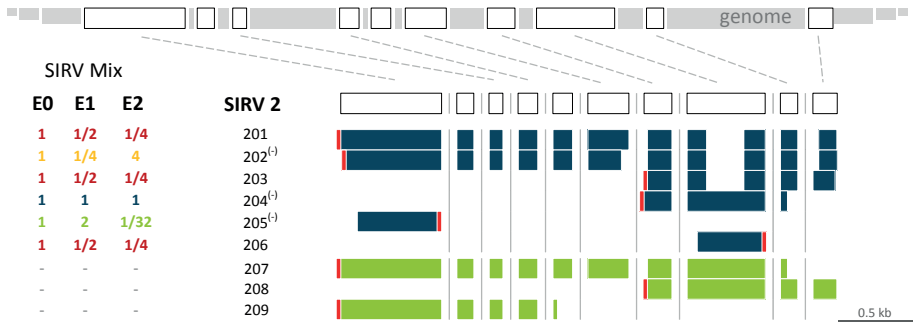 genome
SIRV Mix
E0 E1 E2 SIRV 2
1 1/2 1/4 201
1 1/4 4 202(-)
1 1/2 1/4 203
1 1 1 204(-)
1 2 1/32 205(-)
1 1/2 1/4 206
- - - 207
- - - 208
- - - 209
0.5 kb